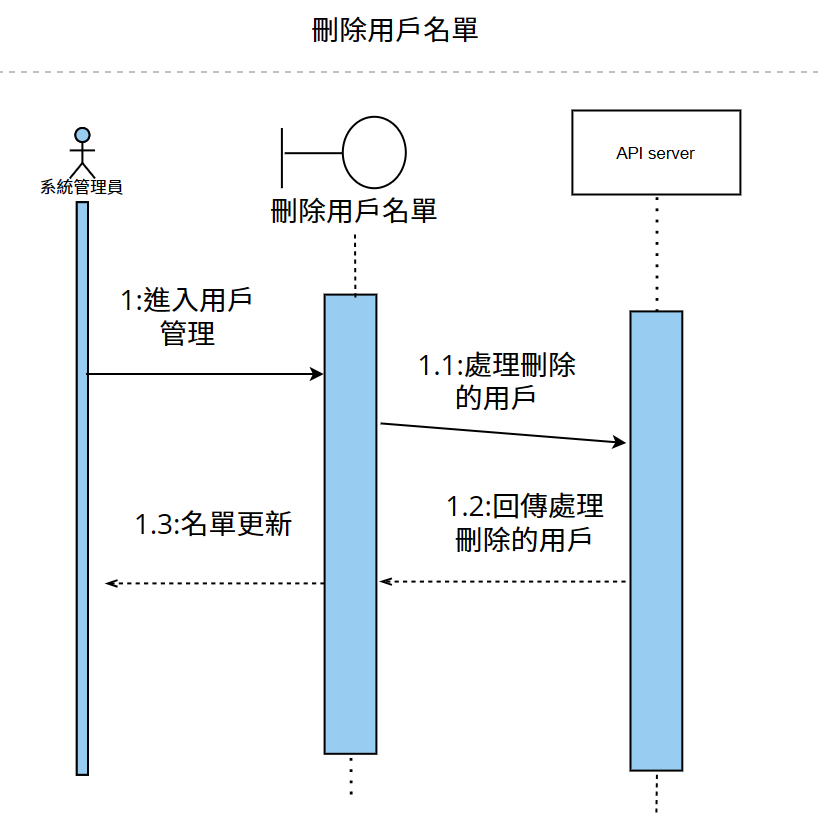 刪除用戶名單
系統管理員
刪除用戶名單
API server
1:進入用戶
管理
1.1:處理刪除
的用戶
1.2:回傳處理
刪除的用戶
1.3:名單更新